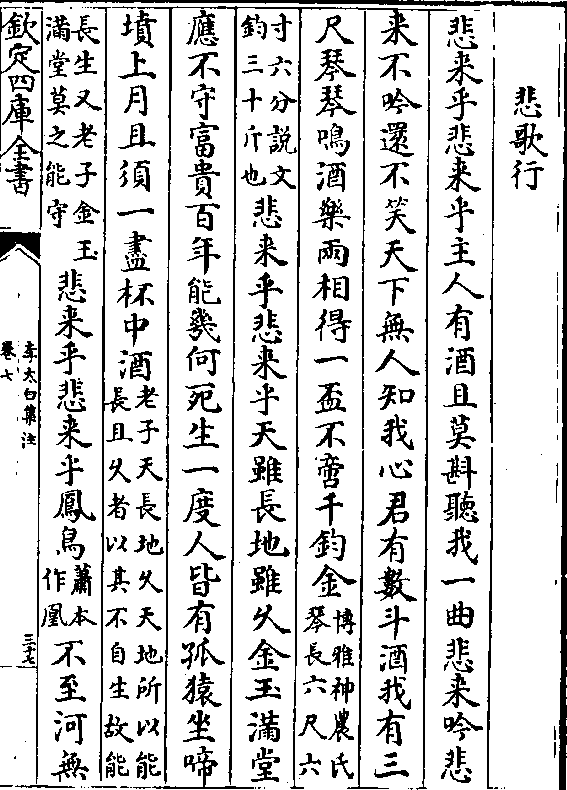 悲歌行
悲来乎悲来乎主人有酒且莫斟聽我一曲悲来吟悲
来不吟還不笑天下無人知我心君有數斗酒我有三
尺琴琴鳴酒樂兩相得一盃不啻千鈞金博雅神農氏琴長六尺六
寸六分説文鈞三十斤也悲来乎悲来乎天雖長地雖乆金玉滿堂
應不守富貴百年能幾何死生一度人皆有孤猿坐啼
墳上月且須一盡杯中酒老子天長地乆天地所以能長且乆者以其不自生故能
長生又老子金玉滿堂莫之能守悲来乎悲来乎鳳鳥蕭本作凰不至河無
欽定四庫全書
李太白集注
卷七
三十七